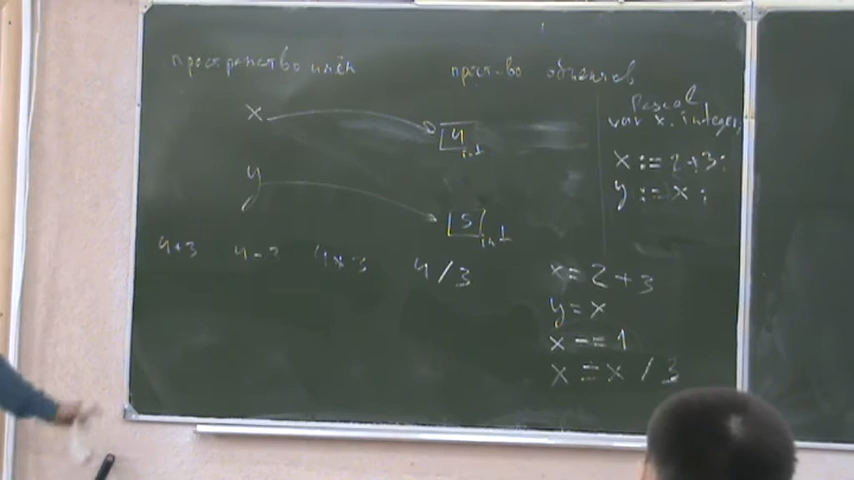 пространство имён
прост-во объектов
x
4
int
y
5
int
4+3 4-3 4*3 4/3
Pascal
var x: integer;
x := 2+3;
y := x;
x = 2 + 3
y = x
x -= 1
x = x / 3